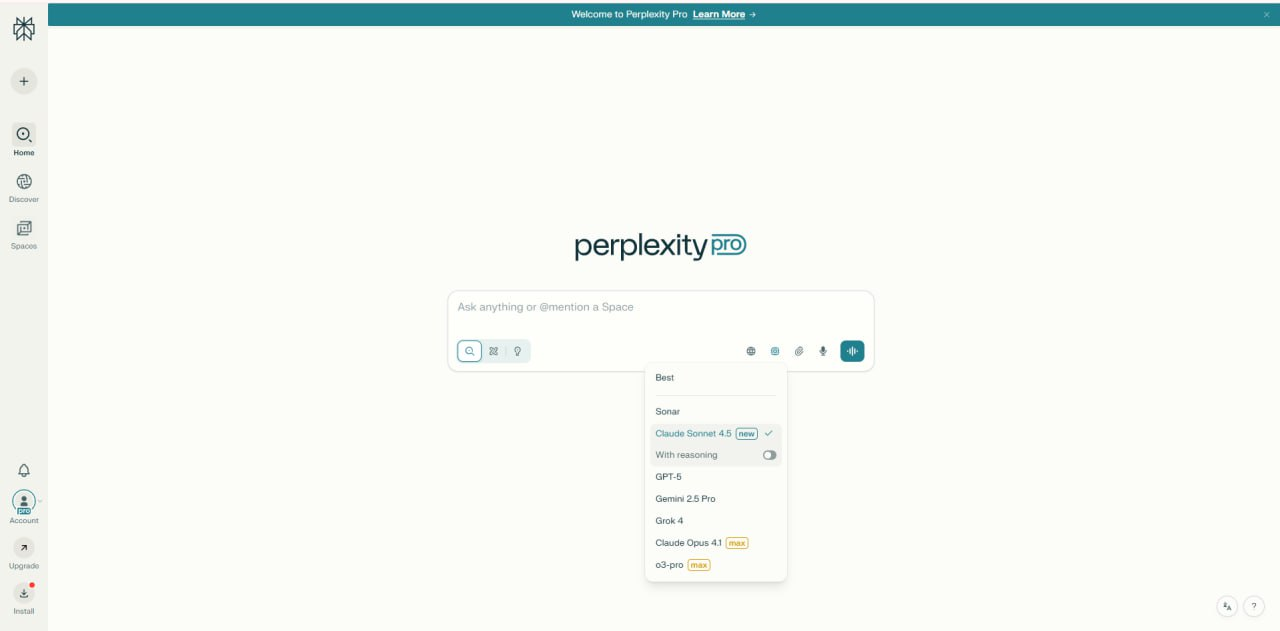 Welcome to Perplexity Pro Learn More →
Home
Discover
Spaces
perplexity pro
Ask anything or @mention a Space
Best
Sonar
Claude Sonnet 4.5 new
With reasoning
GPT-5
Gemini 2.5 Pro
Grok 4
Claude Opus 4.1 max
o3-pro max
pro
Account
Upgrade
Install
?